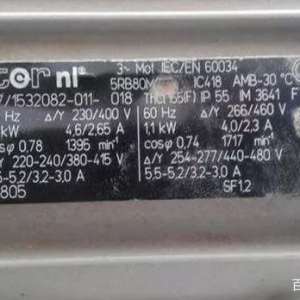 cor nl®
3~ Mot IEC/EN 60034
7/1532082-011-018
5RB80M IC418 AMB-30 °C
Th.Cl 155(F) IP 55 IM 3641
Hz Δ/Y 230/400 V
60 Hz Δ/Y 266/460 V
kW 4,6/2,65 A
1,1 kW 4,0/2,3 A
cosφ 0,78 1395 min
cosφ 0,74 1717 min
Y 220-240/380-415 V
Δ/Y 254-277/440-480 V
5-5,2/3,2-3,0 A
5,5-5,2/3,2-3,0 A
805
SF1,2